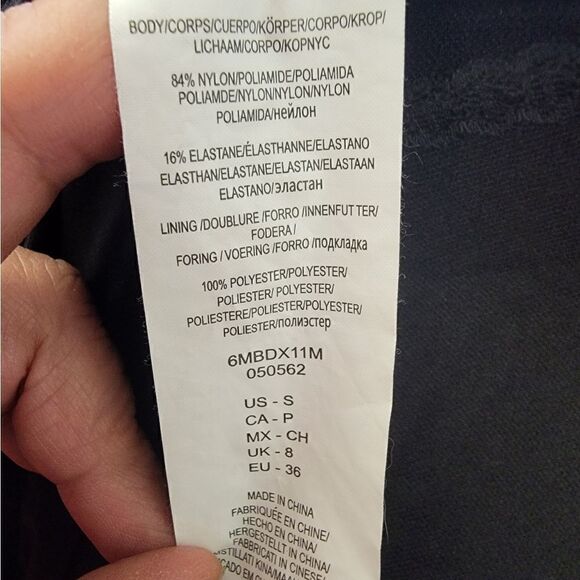 BODY/CORPS/CUERPO/KÖRPER/CORPO/KROP/
LICHAAM/CORPO/КОРПУС
84% NYLON/POLIAMIDE/POLIAMIDA
POLIAMDE/NYLON/NYLON/NYLON
POLIAMIDA/нейлон
16% ELASTANE/ÉLASTHANNE/ELASTANO
ELASTHAN/ELASTANE/ELASTAN/ELASTAAN
ELASTANO/эластан
LINING /DOUBLURE /FORRO /INNENFUT TER/
FODERA/
FORING / VOERING /FORRO /подкладка
100% POLYESTER/POLYESTER/
POLIESTER/ POLYESTER/
POLIESTERE/POLIESTER/POLYESTER/
POLIESTER/полиэстер
6MBDX11M
050562
US - S
CA - P
MX - CH
UK - 8
EU - 36
MADE IN CHINA
FABRIQUÉE EN CHINE/
HECHO EN CHINA/
HERGESTELLT IN CHINA/
FABBRICATI IN CINESE/